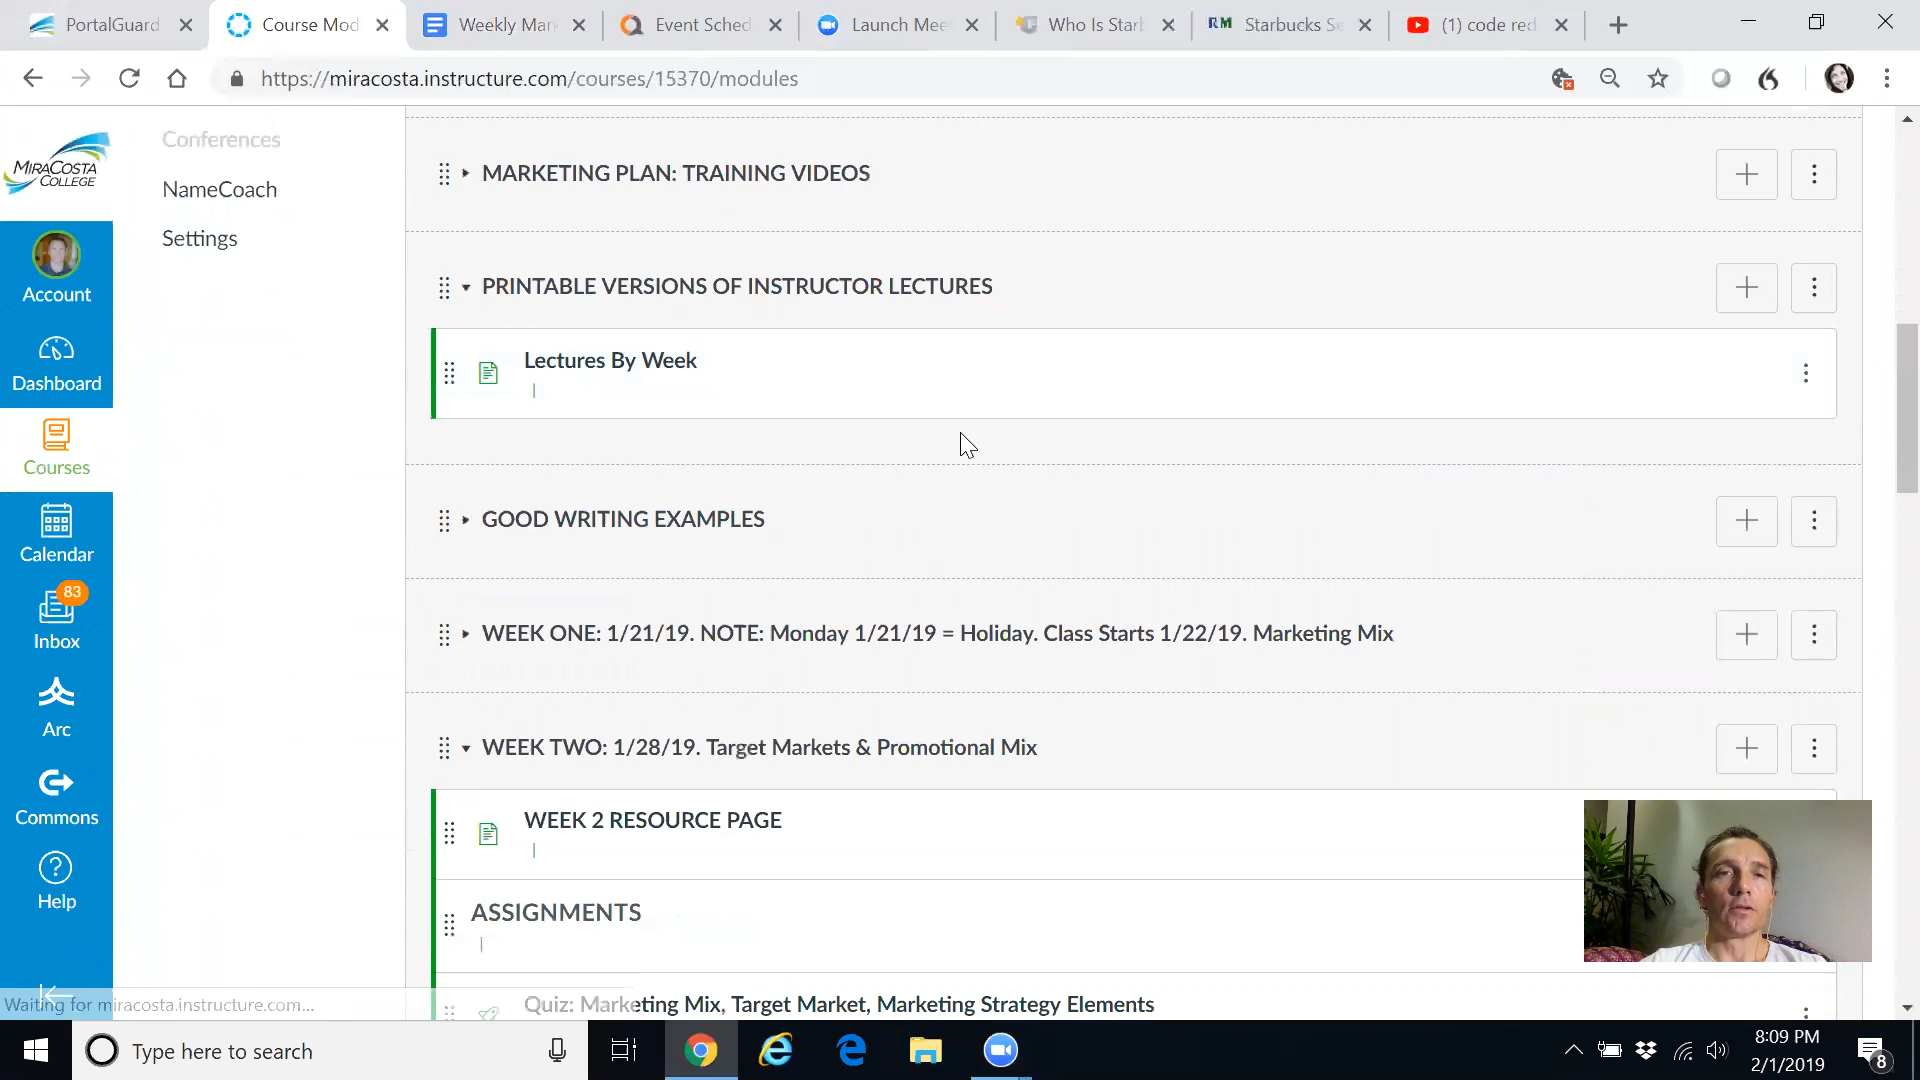 PortalGuard
Course Mod
Weekly Mar
Event Sched
Launch Mee
Who Is Star
RM
Starbucks Se
(1) code red
https://miracosta.instructure.com/courses/15370/modules
MIRACOSTA
COLLEGE
Account
Dashboard
Courses
Calendar
83
Inbox
Arc
Commons
Help
Conferences
NameCoach
Settings
MARKETING PLAN: TRAINING VIDEOS
PRINTABLE VERSIONS OF INSTRUCTOR LECTURES
Lectures By Week
GOOD WRITING EXAMPLES
WEEK ONE: 1/21/19. NOTE: Monday 1/21/19 = Holiday. Class Starts 1/22/19. Marketing Mix
WEEK TWO: 1/28/19. Target Markets & Promotional Mix
WEEK 2 RESOURCE PAGE
ASSIGNMENTS
Quiz: Marketing Mix, Target Market, Marketing Strategy Elements
Waiting for miracosta.instructure.com...
Type here to search
8:09 PM
2/1/2019
8